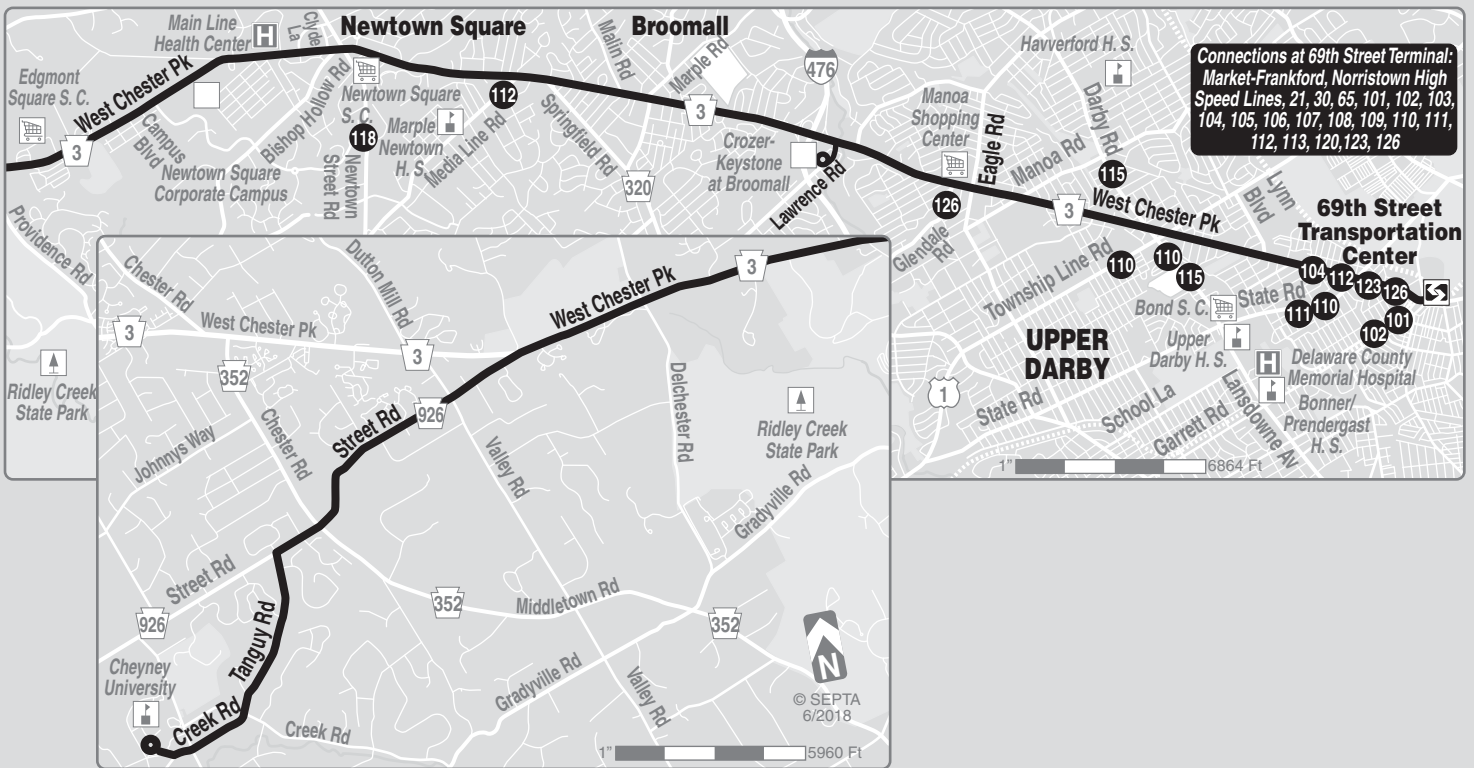 Main Line
Health Center
H
Clyde
La
Newtown Square
Broomall
Malin Rd
Marple Rd
476
Havverford H. S.
Connections at 69th Street Terminal:
Market-Frankford, Norristown High
Speed Lines, 21, 30, 65, 101, 102, 103,
104, 105, 106, 107, 108, 109, 110, 111,
112, 113, 120,123, 126
Edgmont
Square S. C.
West Chester Pk
3
Campus
Blvd
Newtown Square
Corporate Campus
Bishop Hollow Rd
Newtown Square
S. C.
118
Newtown
Street Rd
Marple
Newtown
H. S.
112
Media Line Rd
Springfield Rd
320
3
Crozer-
Keystone
at Broomall
Lawrence Rd
Manoa
Shopping
Center
Eagle Rd
Manoa Rd
Darby Rd
115
126
Glendale
Rd
3
West Chester Pk
Lynn
Blvd
69th Street
Transportation
Center
Township Line Rd
110
110
115
104
112
123
126
S
Bond S. C.
State Rd
111
110
102
101
UPPER
DARBY
Upper
Darby H. S.
H
Delaware County
Memorial Hospital
Bonner/
Prendergast
H. S.
1
State Rd
School La
Garrett Rd
Lansdowne Av
1"
6864 Ft
Providence Rd
Ridley Creek
State Park
Chester Rd
3
West Chester Pk
Dutton Mill Rd
3
352
West Chester Pk
3
926
Street Rd
Chester Rd
Johnnys Way
Valley Rd
Delchester Rd
Ridley Creek
State Park
Gradyville Rd
Street Rd
926
352
Middletown Rd
352
Tanguy Rd
Cheyney
University
Creek Rd
Creek Rd
Gradyville Rd
Valley Rd
N
© SEPTA
6/2018
1"
5960 Ft